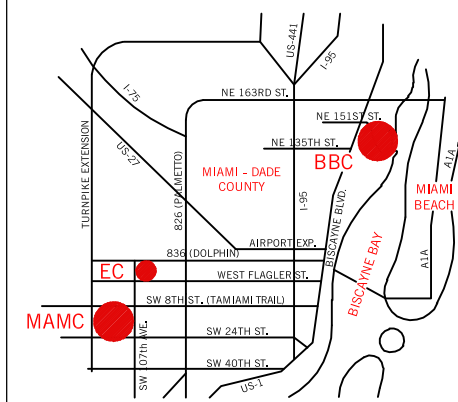 US-441
I-95
I-75
NE 163RD ST.
NE 151ST ST.
NE 135TH ST.
BBC
US-27
TURNPIKE EXTENSION
826 (PALMETTO)
MIAMI - DADE
COUNTY
I-95
BISCAYNE BLVD.
A1A
MIAMI
BEACH
AIRPORT EXP.
836 (DOLPHIN)
EC
WEST FLAGLER ST.
BISCAYNE BAY
A1A
SW 8TH ST. (TAMIAMI TRAIL)
MAMC
SW 107th AVE.
SW 24TH ST.
SW 40TH ST.
US-1